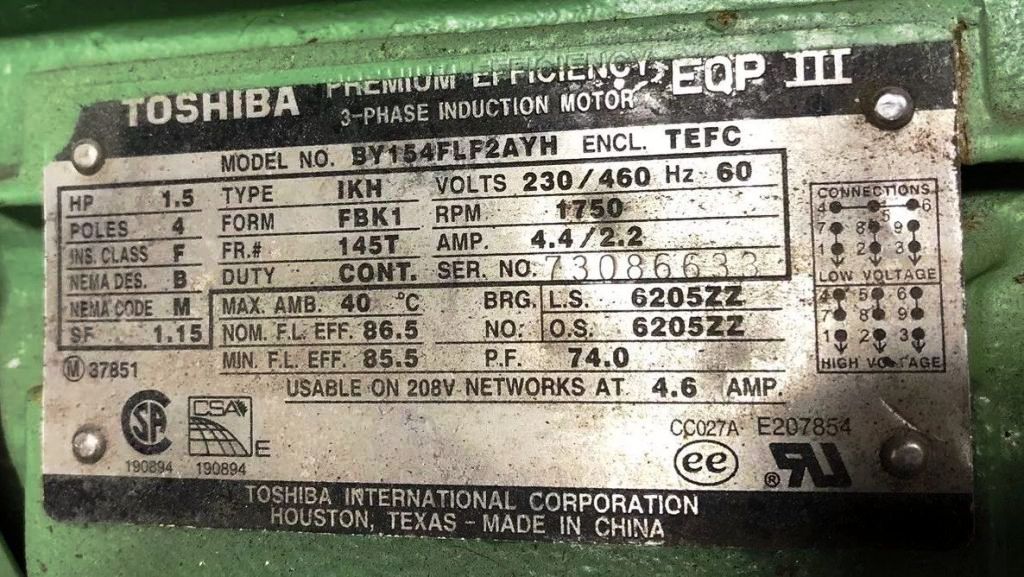 TOSHIBA PREMIUM EFFICIENCY EQP III
3-PHASE INDUCTION MOTOR
MODEL NO. BY154FLF2AYH ENCL. TEFC
HP 1.5 TYPE IKH VOLTS 230/460 Hz 60
POLES 4 FORM FBK1 RPM 1750
INS. CLASS F FR.# 145T AMP. 4.4/2.2
NEMA DES. B DUTY CONT. SER. NO. 73086633
NEMA CODE M MAX. AMB. 40 °C BRG. L.S. 6205ZZ
SF 1.15 NOM. F.L. EFF. 86.5 NO: O.S. 6205ZZ
M 37851 MIN. F.L. EFF. 85.5 P.F. 74.0
USABLE ON 208V NETWORKS AT 4.6 AMP.
CONNECTIONS
4 5 6
7 8 9
1 2 3
LOW VOLTAGE
4 5 6
7 8 9
1 2 3
HIGH VOLTAGE
SA CSA E
190894 190894
CC027A E207854
ee ® RU
TOSHIBA INTERNATIONAL CORPORATION
HOUSTON, TEXAS - MADE IN CHINA